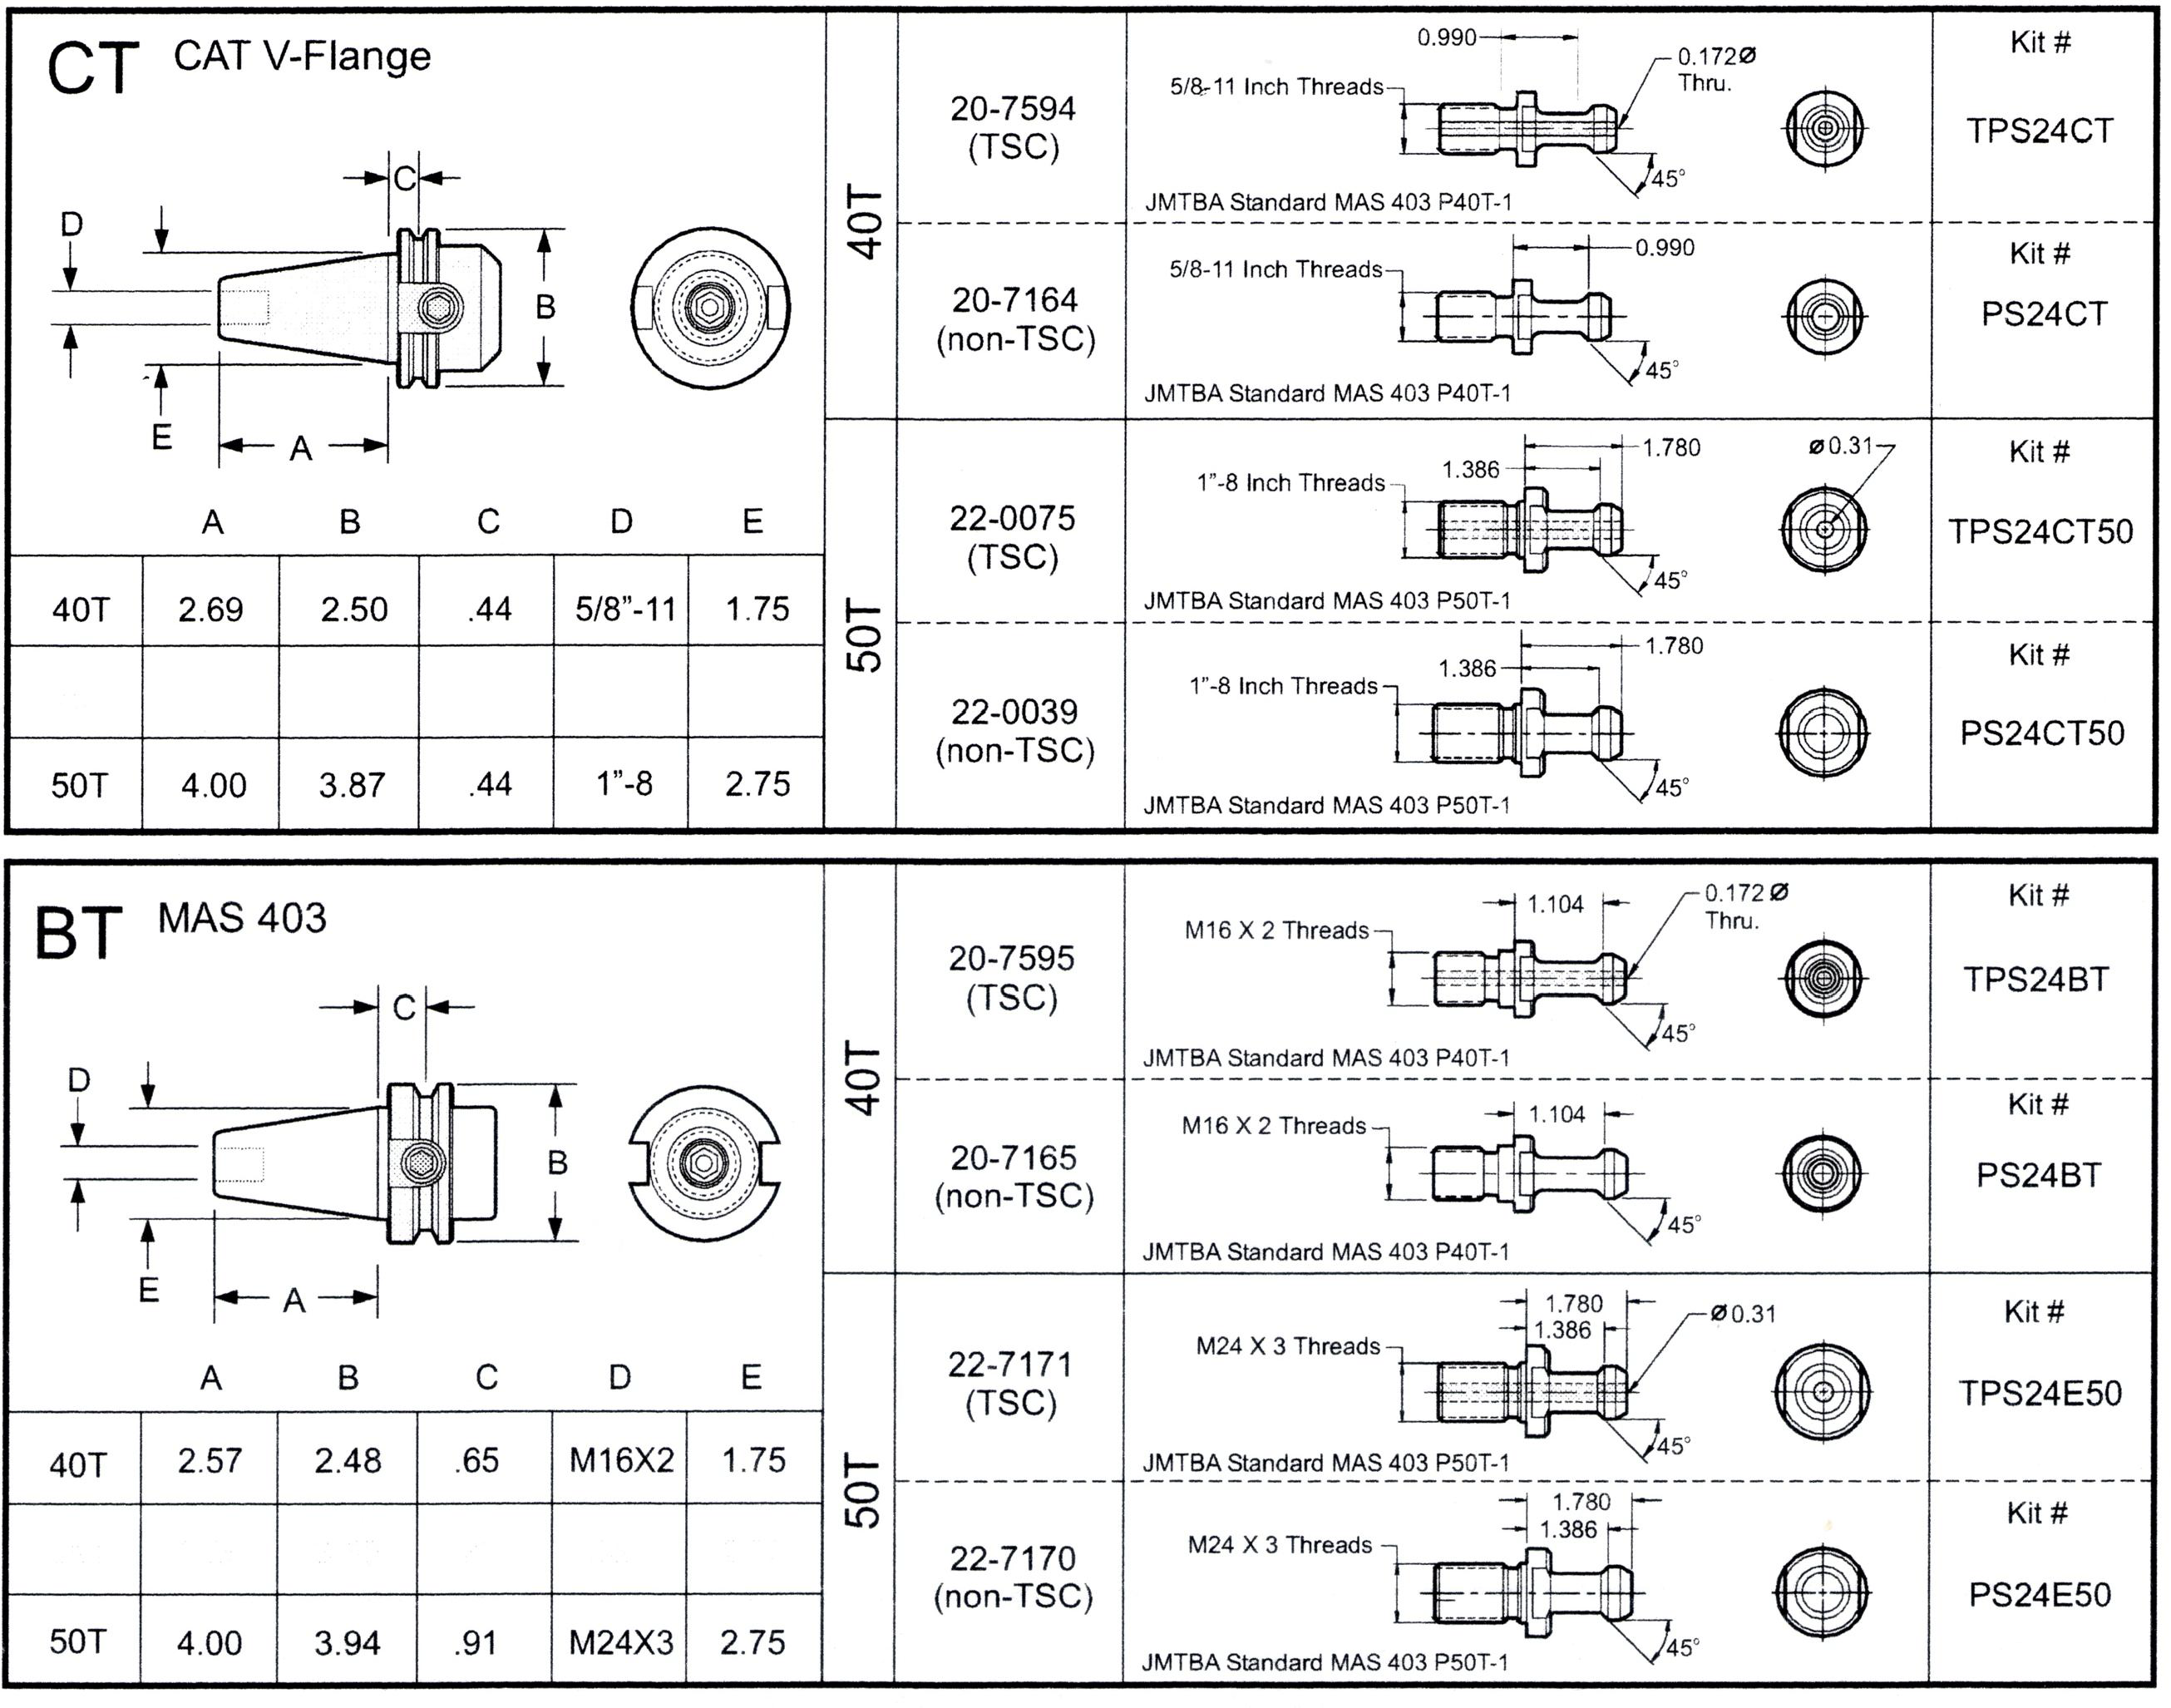 CT CAT V-Flange
C
D
B
E
A
A B C D E
40T 2.69 2.50 .44 5/8”-11 1.75
50T 4.00 3.87 .44 1”-8 2.75
40T
20-7594
(TSC)
0.990
0.172Ø
Thru.
5/8-11 Inch Threads
45°
JMTBA Standard MAS 403 P40T-1
Kit #
TPS24CT
20-7164
(non-TSC)
0.990
5/8-11 Inch Threads
45°
JMTBA Standard MAS 403 P40T-1
Kit #
PS24CT
50T
22-0075
(TSC)
1.780
1.386
Ø0.31
1”-8 Inch Threads
45°
JMTBA Standard MAS 403 P50T-1
Kit #
TPS24CT50
22-0039
(non-TSC)
1.780
1.386
1”-8 Inch Threads
45°
JMTBA Standard MAS 403 P50T-1
Kit #
PS24CT50
BT MAS 403
C
D
B
E
A
A B C D E
40T 2.57 2.48 .65 M16X2 1.75
50T 4.00 3.94 .91 M24X3 2.75
40T
20-7595
(TSC)
1.104
0.172 Ø
Thru.
M16 X 2 Threads
45°
JMTBA Standard MAS 403 P40T-1
Kit #
TPS24BT
20-7165
(non-TSC)
1.104
M16 X 2 Threads
45°
JMTBA Standard MAS 403 P40T-1
Kit #
PS24BT
50T
22-7171
(TSC)
1.780
1.386
Ø 0.31
M24 X 3 Threads
45°
JMTBA Standard MAS 403 P50T-1
Kit #
TPS24E50
22-7170
(non-TSC)
1.780
1.386
M24 X 3 Threads
45°
JMTBA Standard MAS 403 P50T-1
Kit #
PS24E50